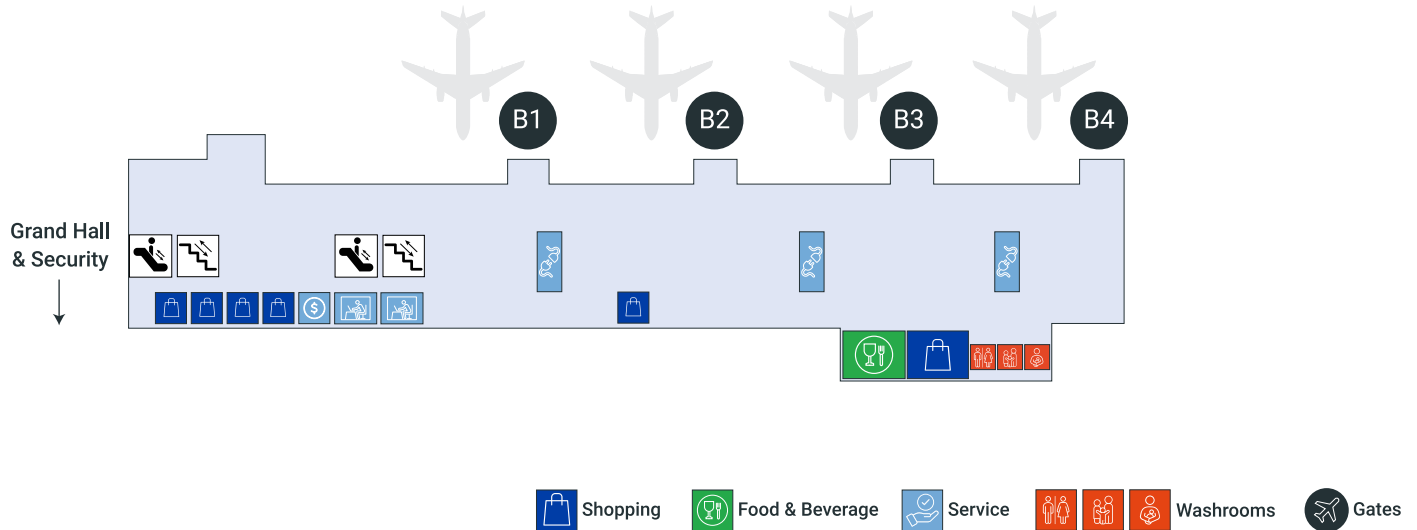 B1
B2
B3
B4
Grand Hall
& Security
$
Shopping
Food & Beverage
Service
Washrooms
Gates